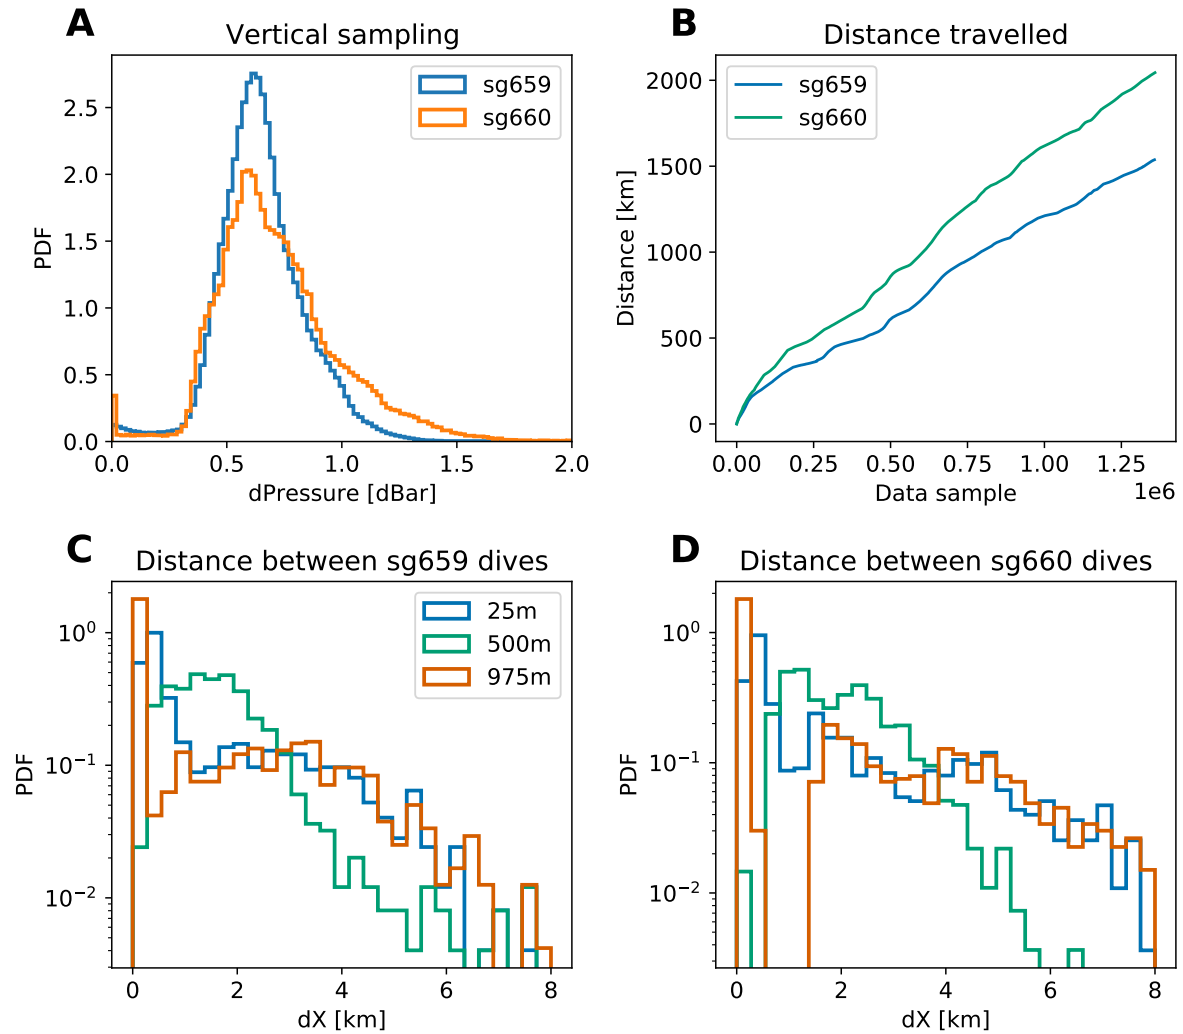 A
Vertical sampling
sg659
sg660
PDF
0.0
0.5
1.0
1.5
2.0
2.5
0.0 0.5 1.0 1.5 2.0
dPressure [dBar]
B
Distance travelled
sg659
sg660
Distance [km]
2000
1500
1000
500
0
0.00 0.25 0.50 0.75 1.00 1.25
1e6
Data sample
C
Distance between sg659 dives
25m
500m
975m
PDF
10⁰
10⁻¹
10⁻²
0 2 4 6 8
dX [km]
D
Distance between sg660 dives
PDF
10⁰
10⁻¹
10⁻²
0 2 4 6 8
dX [km]